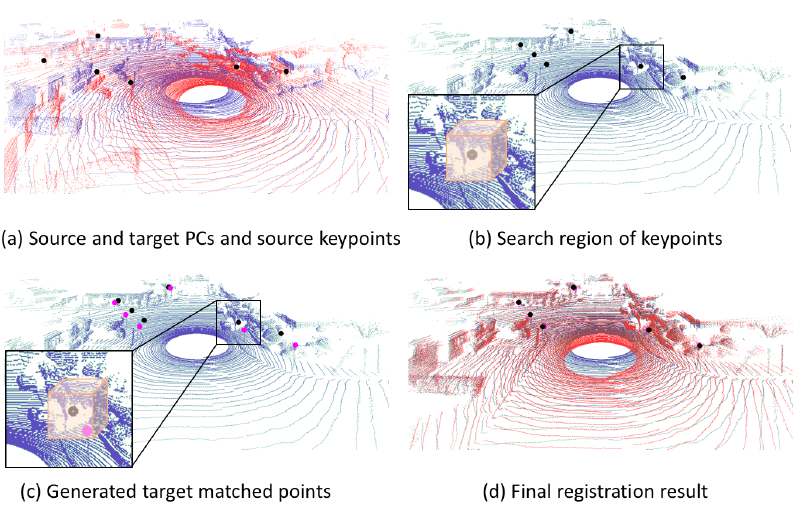 (a) Source and target PCs and source keypoints
(b) Search region of keypoints
(c) Generated target matched points
(d) Final registration result